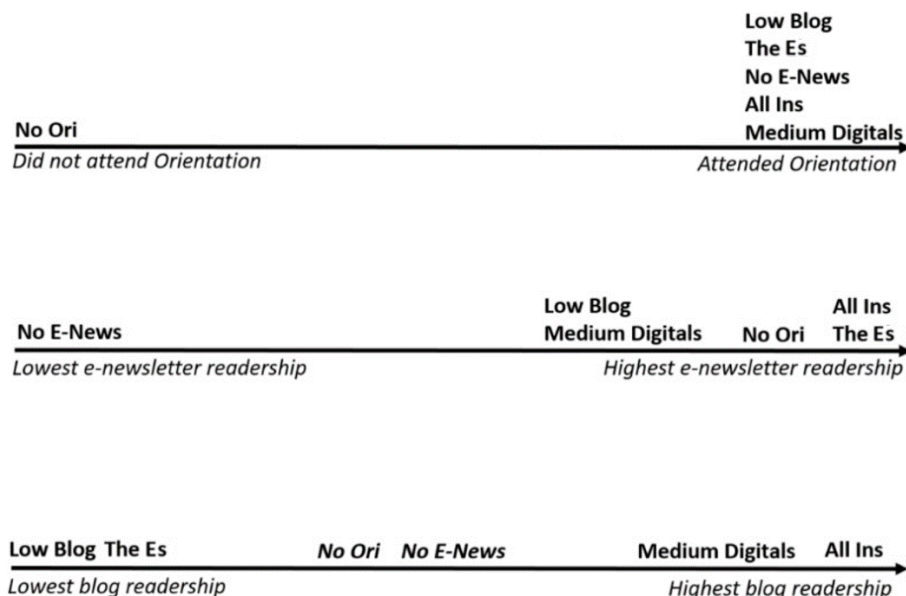 Low Blog
The Es
No E-News
All Ins
No Ori Medium Digitals
Did not attend Orientation Attended Orientation
Low Blog All Ins
No E-News Medium Digitals No Ori The Es
Lowest e-newsletter readership Highest e-newsletter readership
Low Blog The Es No Ori No E-News Medium Digitals All Ins
Lowest blog readership Highest blog readership